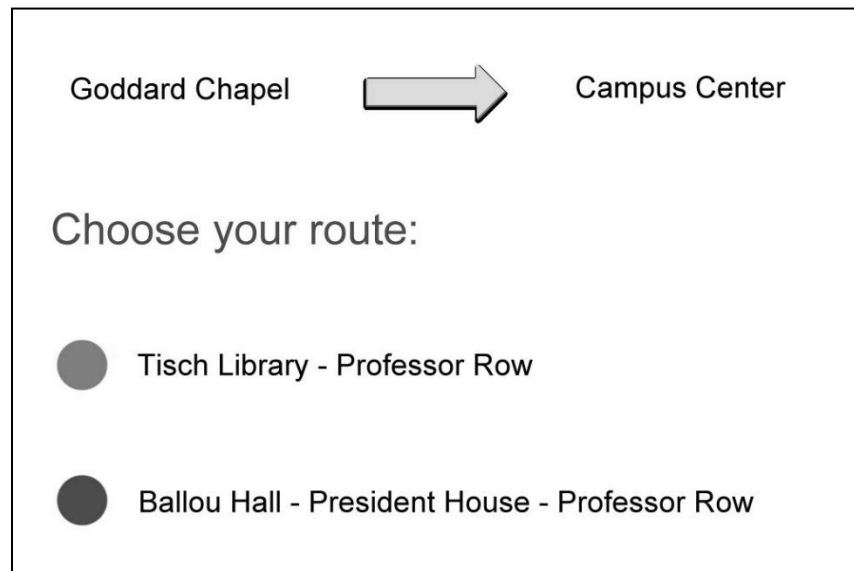 Goddard Chapel Campus Center
Choose your route:
Tisch Library - Professor Row
Ballou Hall - President House - Professor Row